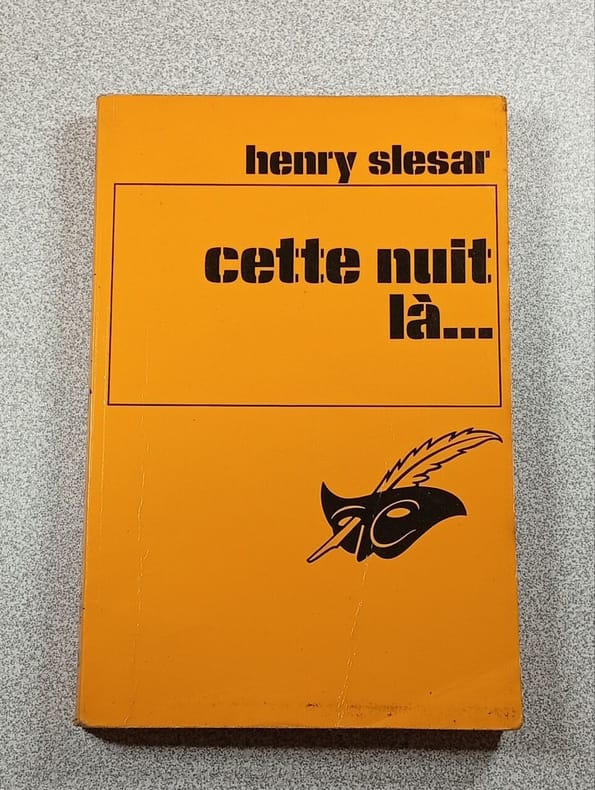 henry slesar
cette nuit
là...